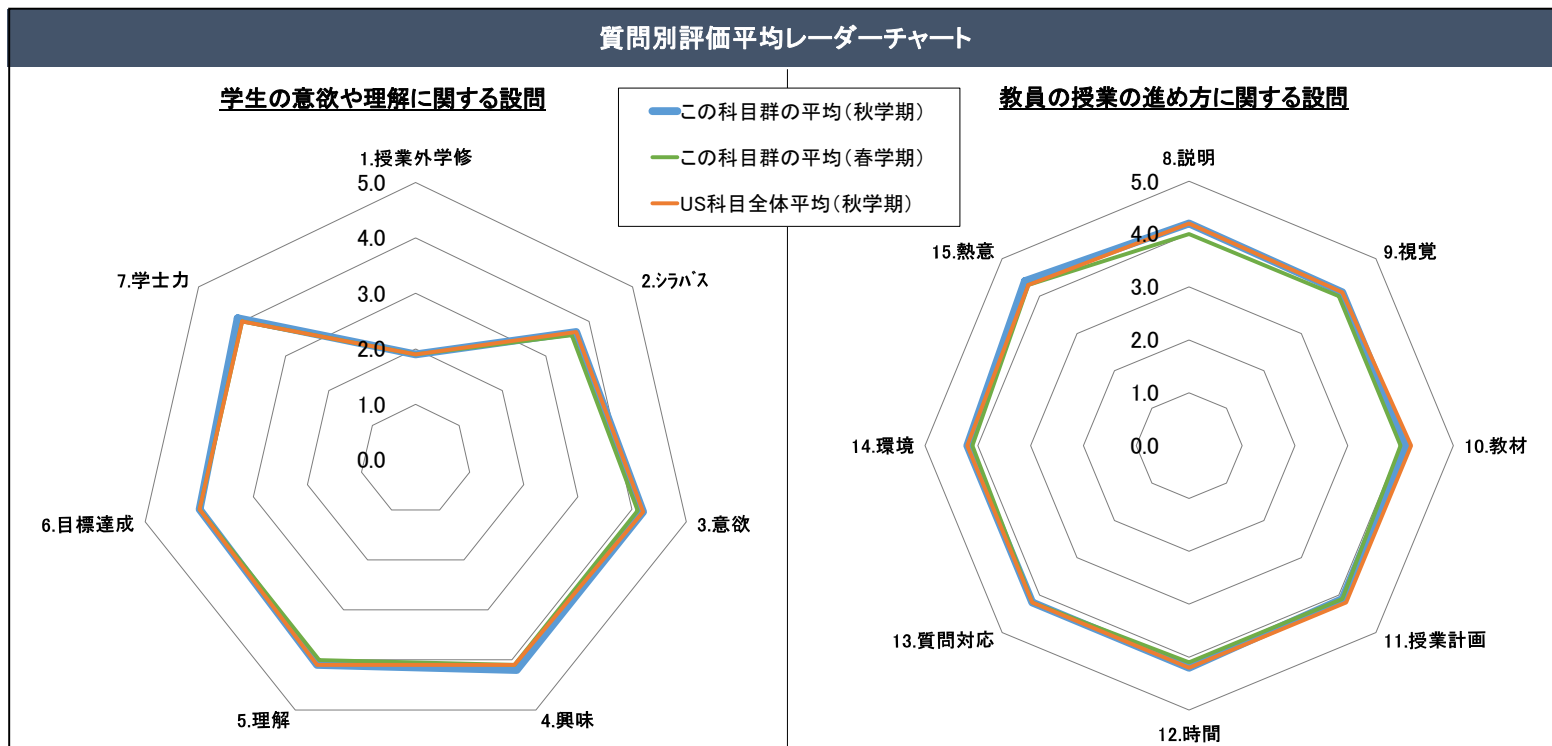 質問別評価平均レーダーチャート
学生の意欲や理解に関する設問
この科目群の平均(秋学期)
この科目群の平均(春学期)
US科目全体平均(秋学期)
教員の授業の進め方に関する設問
1.授業外学修
5.0
4.0
3.0
2.0
1.0
0.0
2.シラバス
3.意欲
4.興味
5.理解
6.目標達成
7.学士力
8.説明
5.0
4.0
3.0
2.0
1.0
0.0
9.視覚
10.教材
11.授業計画
12.時間
13.質問対応
14.環境
15.熱意